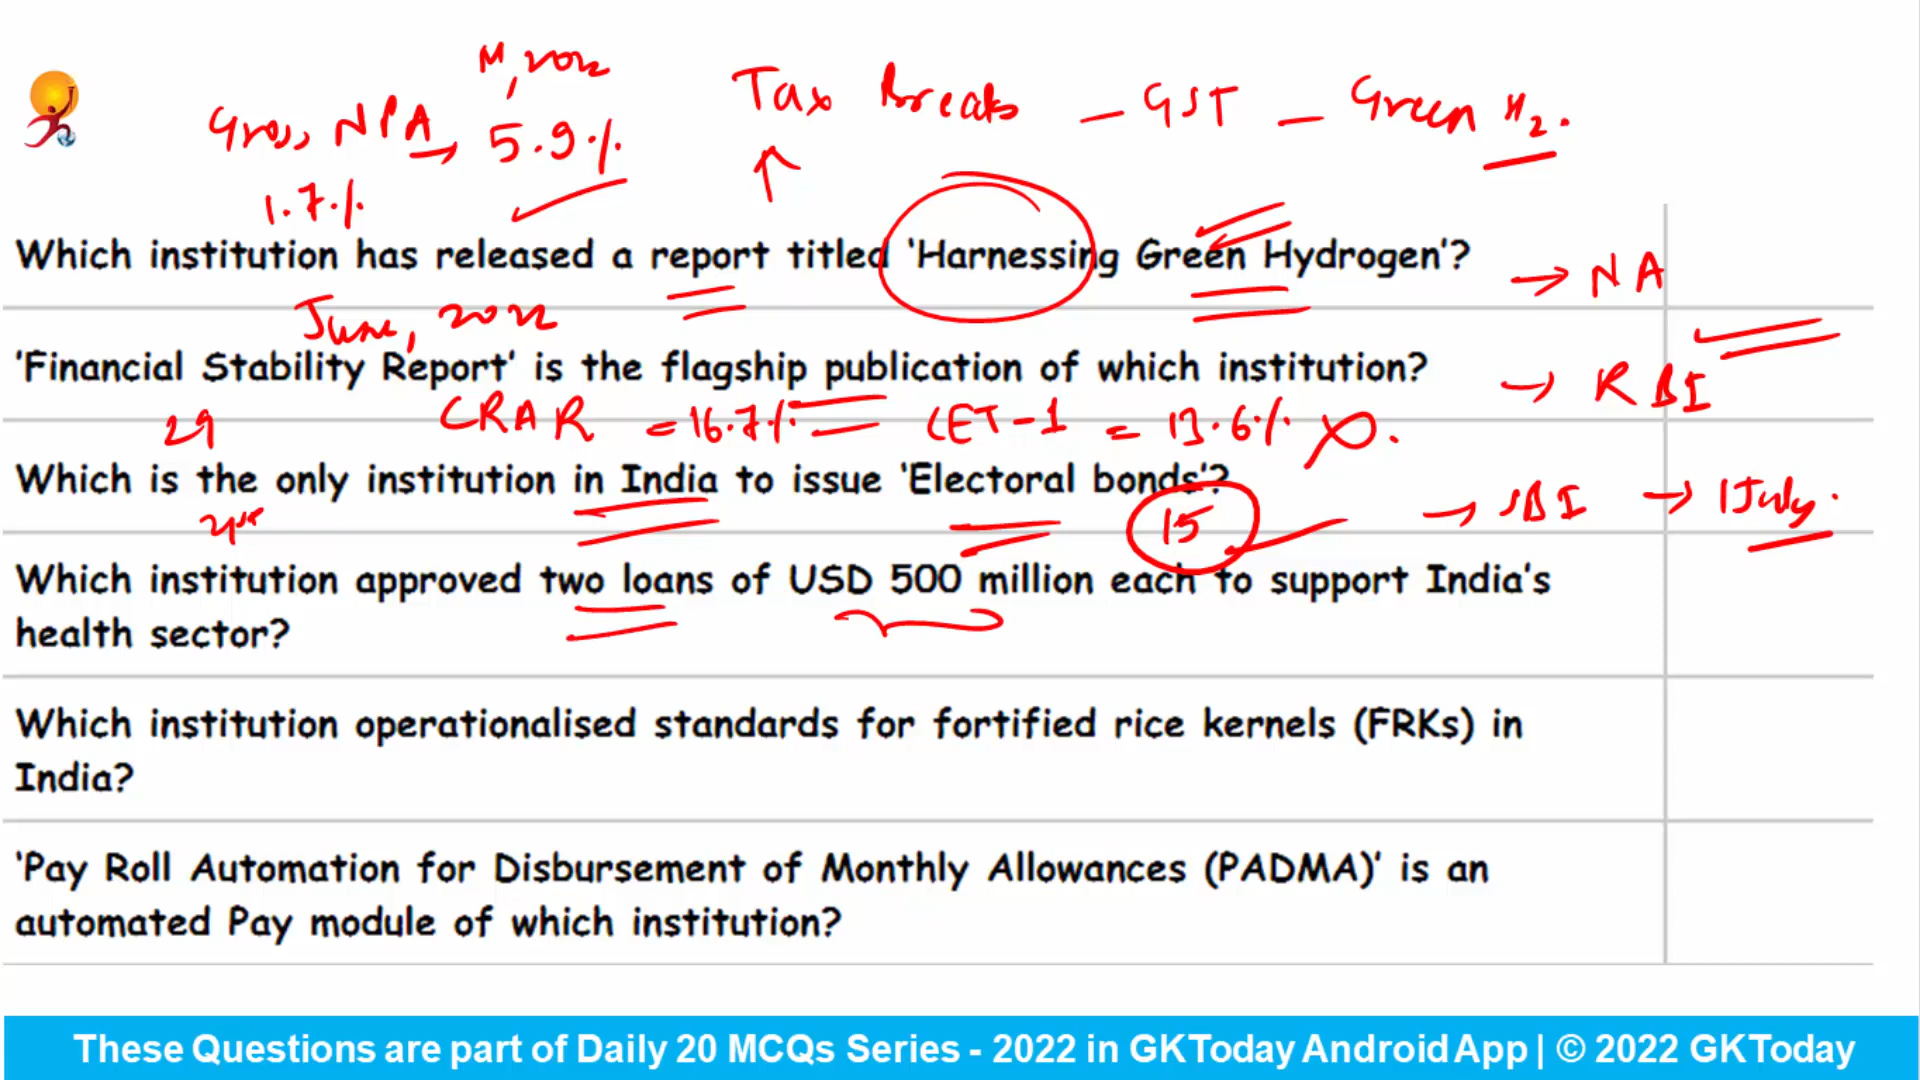 M, 2022
Gross NPA → 5.9%
Tax Breaks - GST - Green H2.
1.7%
Which institution has released a report titled 'Harnessing Green Hydrogen'?
→ NA
June, 2022
'Financial Stability Report' is the flagship publication of which institution?
→ RBI
29 CRAR = 16.7% CET-1 = 13.6%
Which is the only institution in India to issue 'Electoral bonds'?
15 → SBI → 1 July.
Which institution approved two loans of USD 500 million each to support India's
health sector?
Which institution operationalised standards for fortified rice kernels (FRKs) in
India?
'Pay Roll Automation for Disbursement of Monthly Allowances (PADMA)' is an
automated Pay module of which institution?
These Questions are part of Daily 20 MCQs Series - 2022 in GKToday Android App | © 2022 GKToday